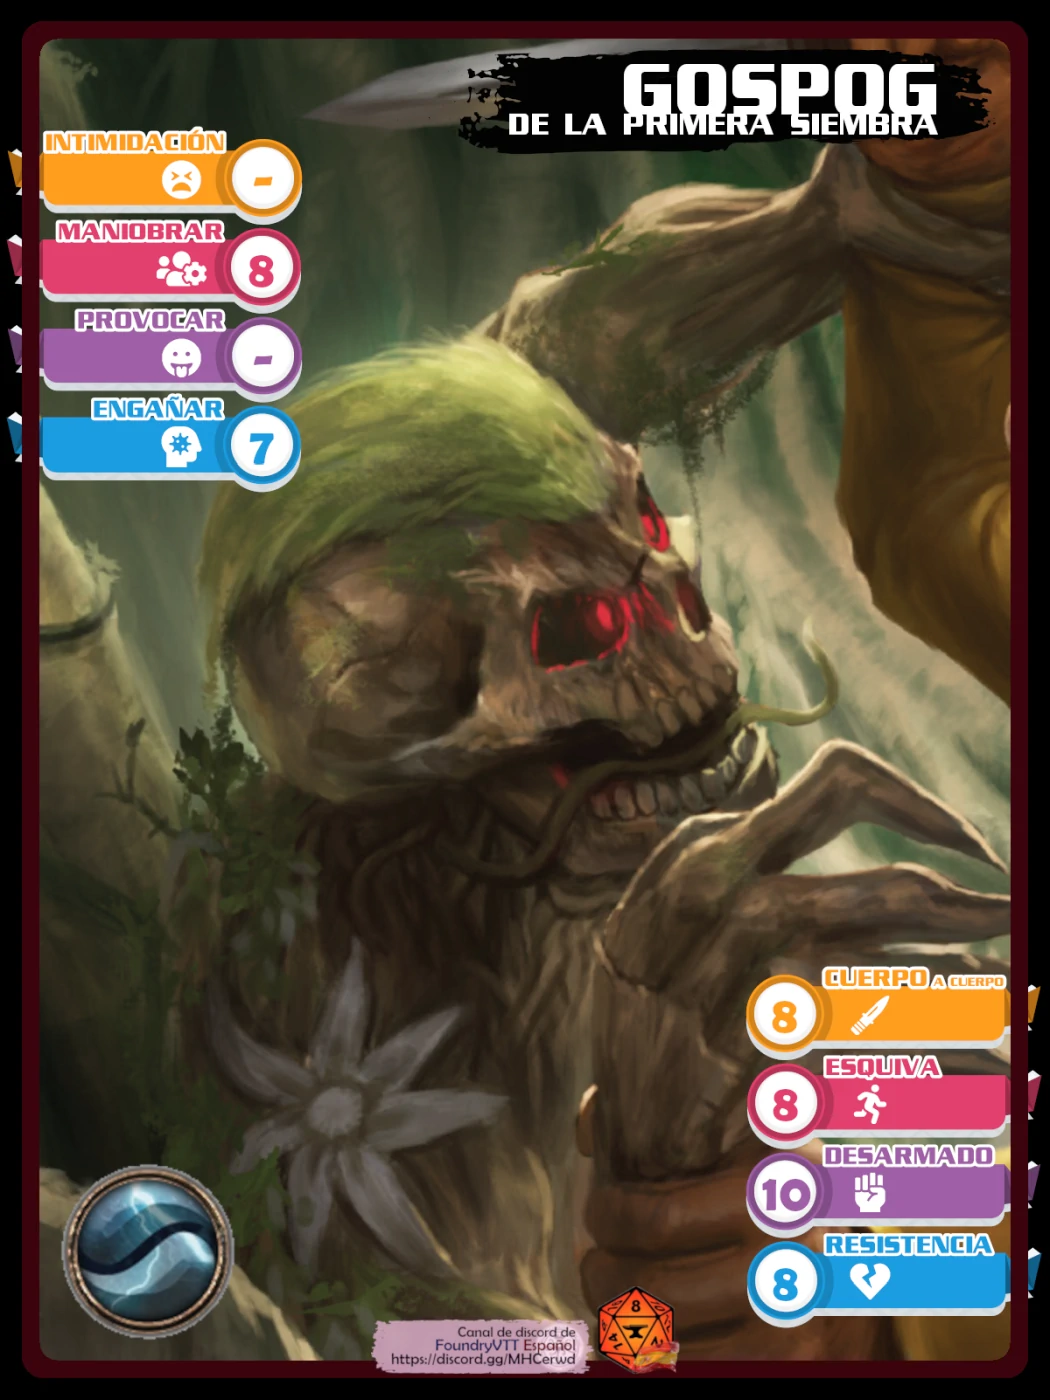 GOSPOG
DE LA PRIMERA SIEMBRA
INTIMIDACIÓN
-
MANIOBRAR
8
PROVOCAR
-
ENGAÑAR
7
CUERPO A CUERPO
8
ESQUIVA
8
DESARMADO
10
RESISTENCIA
8
Canal de discord de
FoundryVTT Español
https://discord.gg/MHCerwd
8